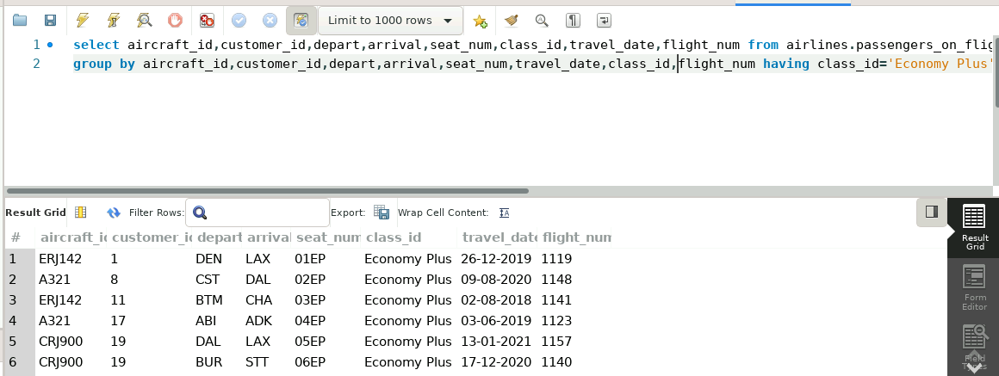 Limit to 1000 rows
1 select aircraft_id,customer_id,depart,arrival,seat_num,class_id,travel_date,flight_num from airlines.passengers_on_flig
2 group by aircraft_id,customer_id,depart,arrival,seat_num,travel_date,class_id,flight_num having class_id='Economy Plus'
Result Grid Filter Rows: Export: Wrap Cell Content:
# aircraft_id customer_id depart arrival seat_num class_id travel_date flight_num
1 ERJ142 1 DEN LAX 01EP Economy Plus 26-12-2019 1119
2 A321 8 CST DAL 02EP Economy Plus 09-08-2020 1148
3 ERJ142 11 BTM CHA 03EP Economy Plus 02-08-2018 1141
4 A321 17 ABI ADK 04EP Economy Plus 03-06-2019 1123
5 CRJ900 19 DAL LAX 05EP Economy Plus 13-01-2021 1157
6 CRJ900 19 BUR STT 06EP Economy Plus 17-12-2020 1140
Result
Grid
Form
Editor
Field
Types